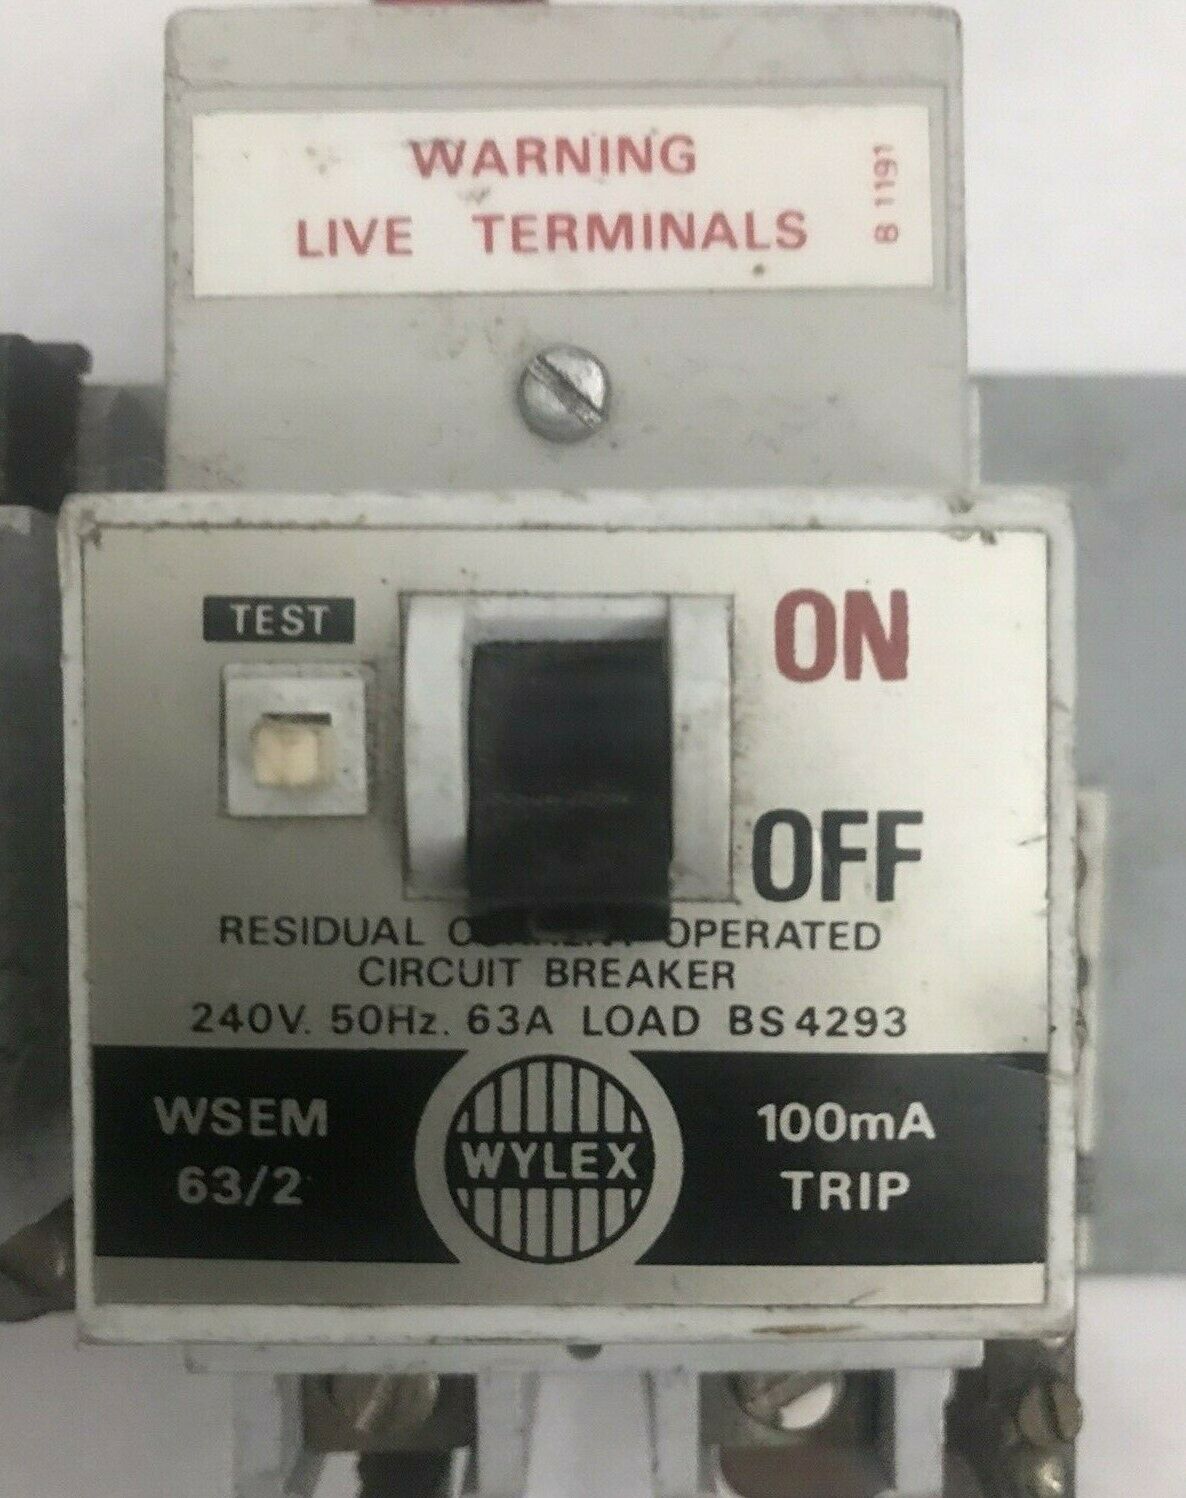 WARNING
LIVE TERMINALS
B 1191
TEST
ON
OFF
RESIDUAL OPERATED
CIRCUIT BREAKER
240V. 50Hz. 63A LOAD BS4293
WSEM
63/2
WYLEX
100mA
TRIP